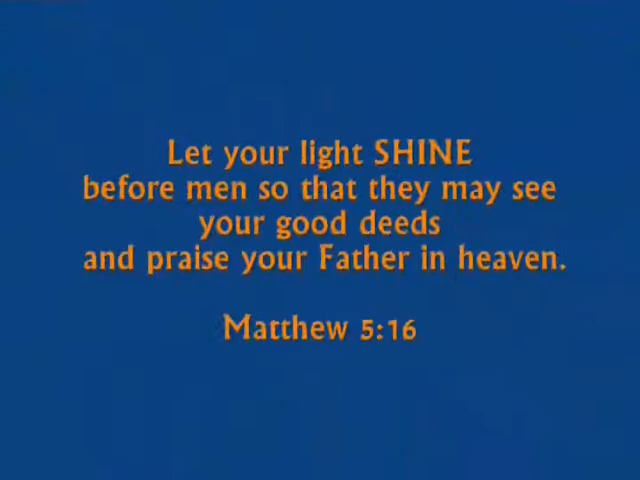 Let your light SHINE
before men so that they may see
your good deeds
and praise your Father in heaven.
Matthew 5:16